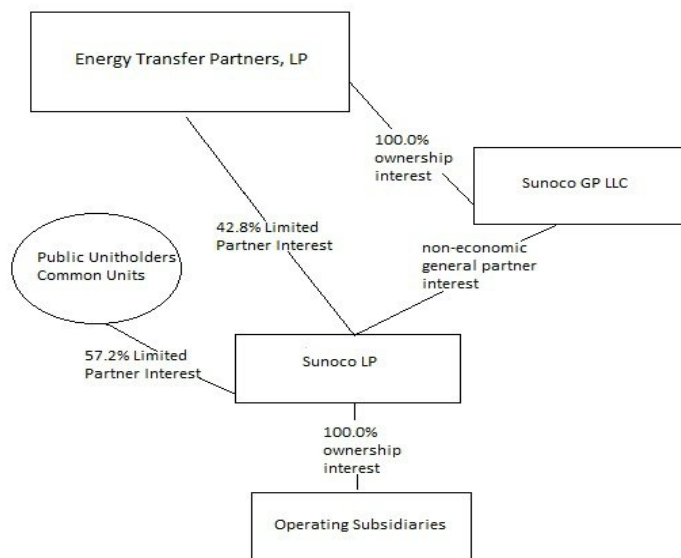 Energy Transfer Partners, LP
100.0%
ownership
interest
Sunoco GP LLC
42.8% Limited
Partner Interest
Public Unitholders
Common Units
non-economic
general partner
interest
57.2% Limited
Partner Interest
Sunoco LP
100.0%
ownership
interest
Operating Subsidiaries